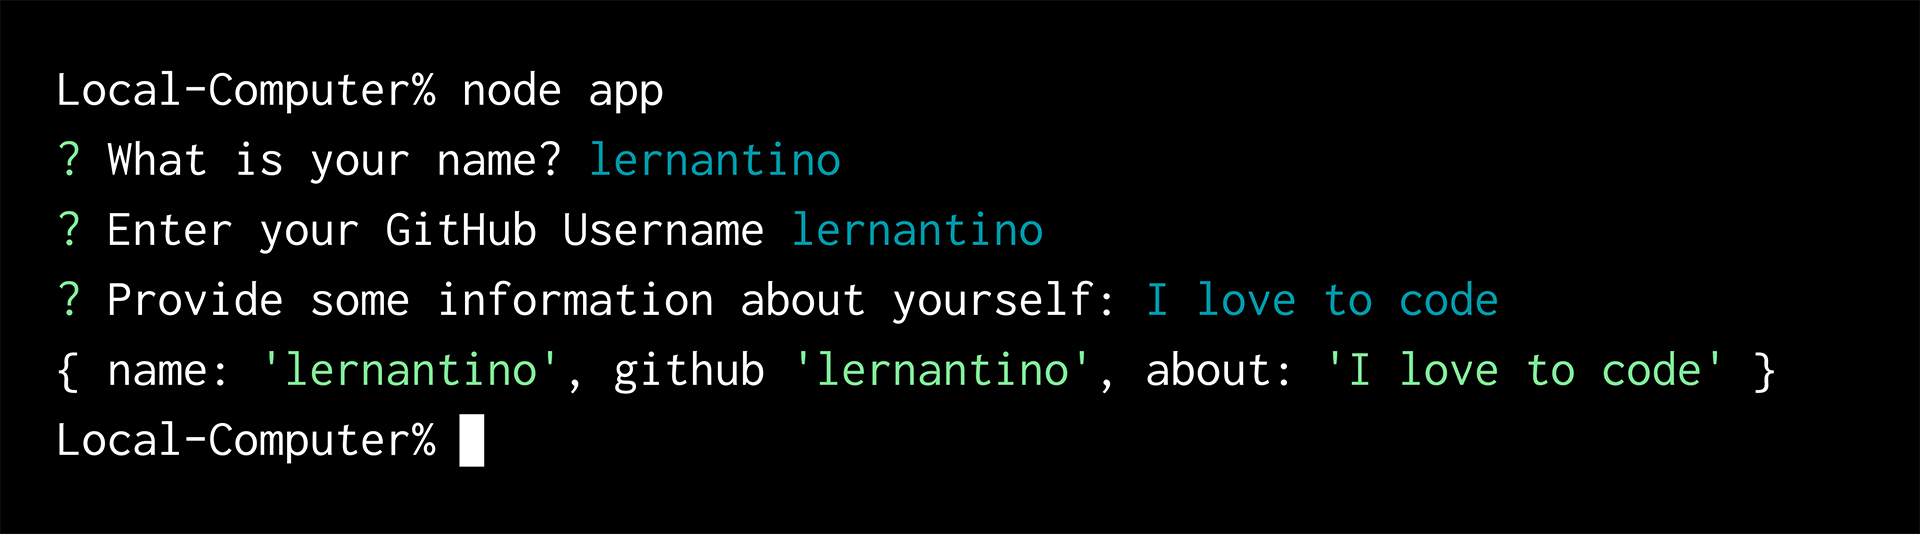 Local-Computer% node app
? What is your name? lernantino
? Enter your GitHub Username lernantino
? Provide some information about yourself: I love to code
{ name: 'lernantino', github 'lernantino', about: 'I love to code' }
Local-Computer%